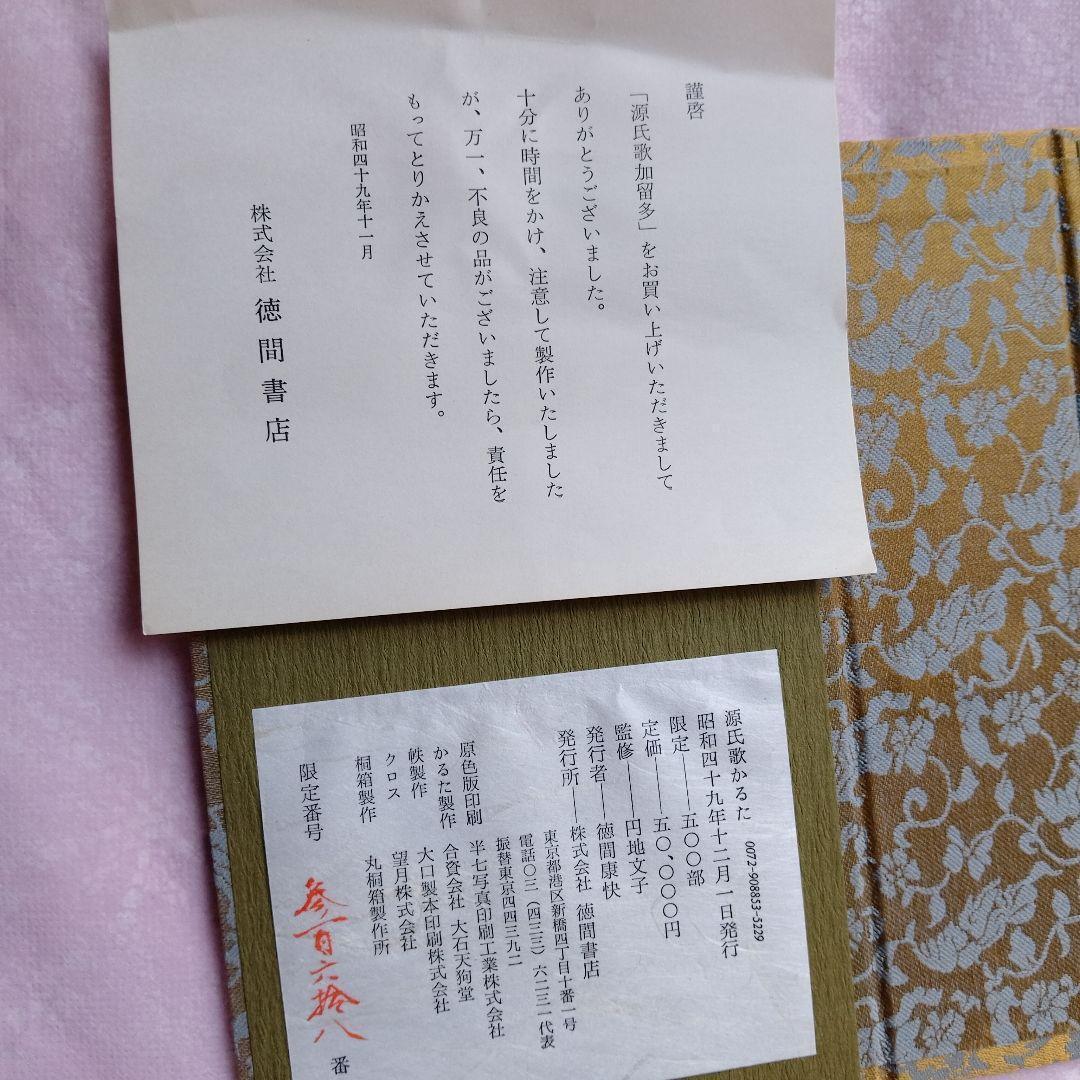 謹啓
「源氏歌加留多」をお買い上げいただきまして
ありがとうございました。
十分に時間をかけ、注意して製作いたしました
が、万一、不良の品がございましたら、責任を
もってとりかえさせていただきます。
昭和四十九年十一月
株式会社 徳間書店
源氏歌かるた 0072-908853-5229
昭和四十九年十二月一日発行
限定――五〇〇部
定価――五〇、〇〇〇円
監修――円地文子
発行者――徳間康快
発行所――株式会社 徳間書店
東京都港区新橋四丁目十番一号
電話〇三(四三三)六二三一代表
振替東京四四三九二
原色版印刷 半七写真印刷工業株式会社
かるた製作 合資会社 大石天狗堂
帙製作 大口製本印刷株式会社
クロス 望月株式会社
桐箱製作 丸桐箱製作所
限定番号 参百六拾八 番